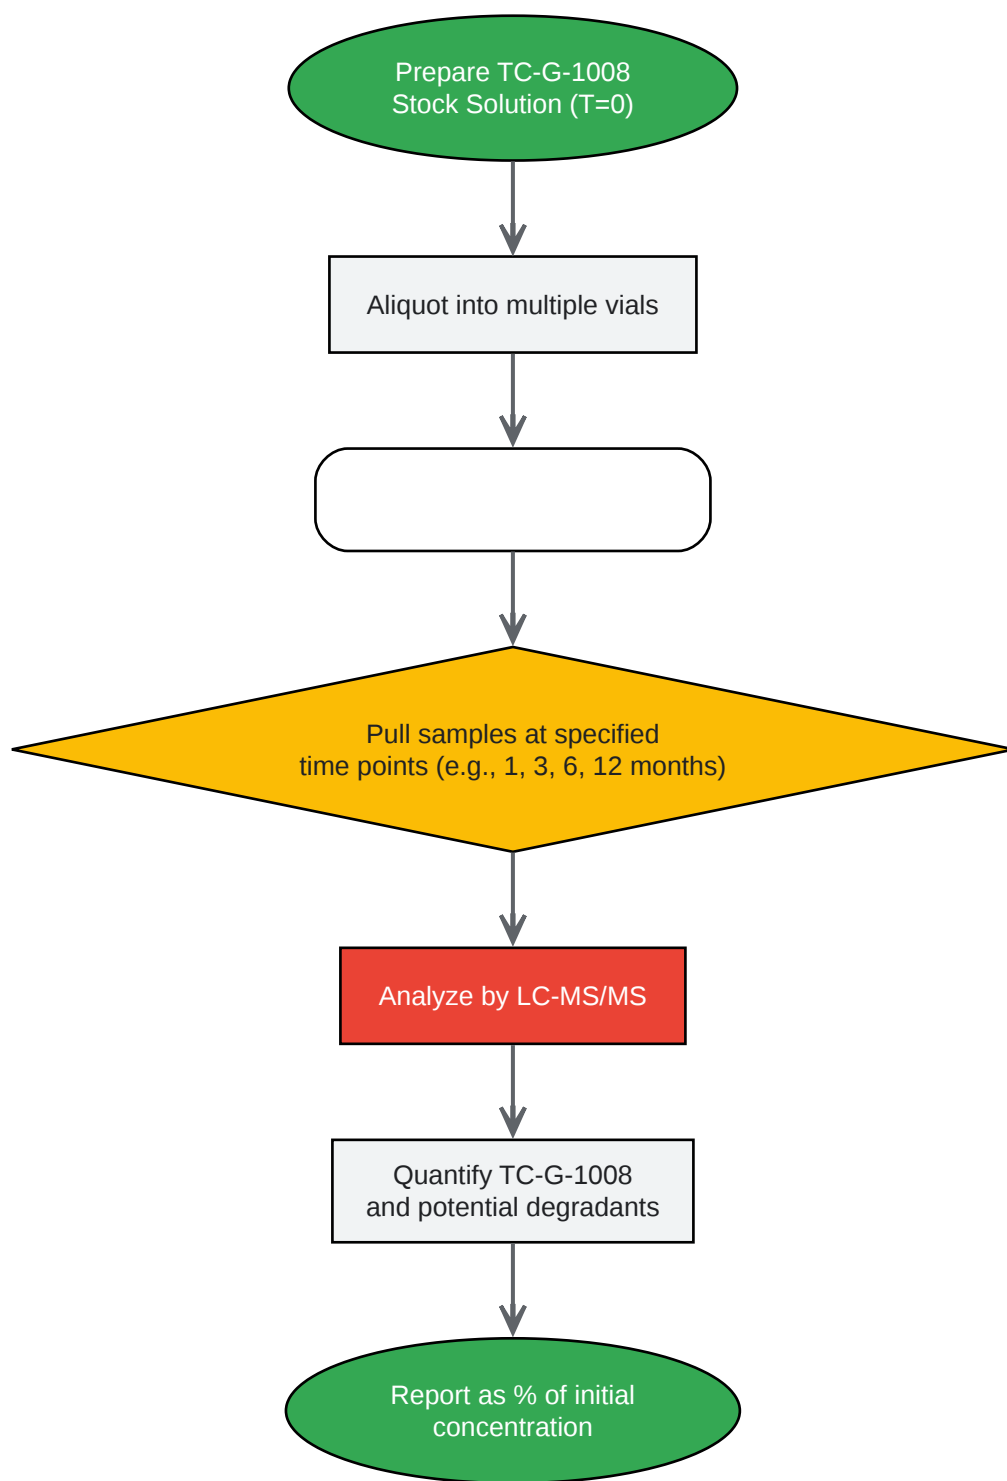 Prepare TC-G-1008
Stock Solution (T=0)
Aliquot into multiple vials
Pull samples at specified
time points (e.g., 1, 3, 6, 12 months)
Analyze by LC-MS/MS
Quantify TC-G-1008
and potential degradants
Report as % of initial
concentration